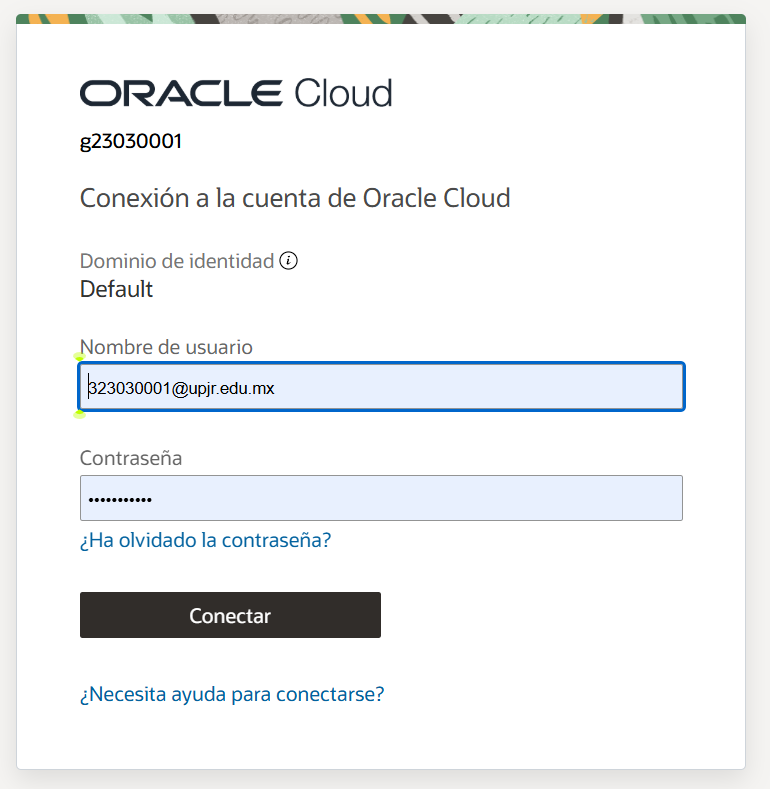 ORACLE Cloud
g23030001
Conexión a la cuenta de Oracle Cloud
Dominio de identidad
Default
Nombre de usuario
323030001@upjr.edu.mx
Contraseña
•••••••••••
¿Ha olvidado la contraseña?
Conectar
¿Necesita ayuda para conectarse?